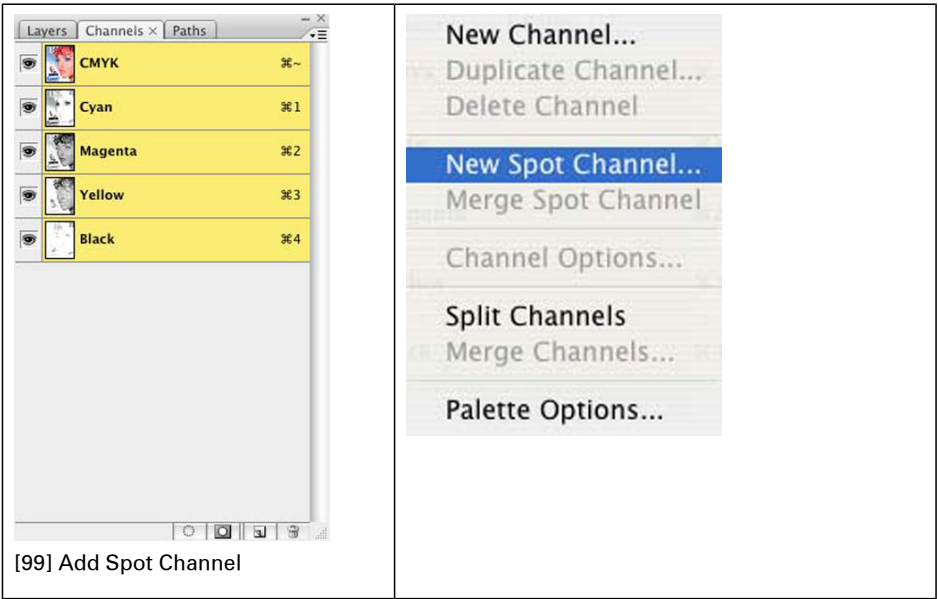 Layers Channels × Paths
CMYK ⌘~
Cyan ⌘1
Magenta ⌘2
Yellow ⌘3
Black ⌘4
[99] Add Spot Channel
New Channel...
Duplicate Channel...
Delete Channel
New Spot Channel...
Merge Spot Channel
Channel Options...
Split Channels
Merge Channels...
Palette Options...